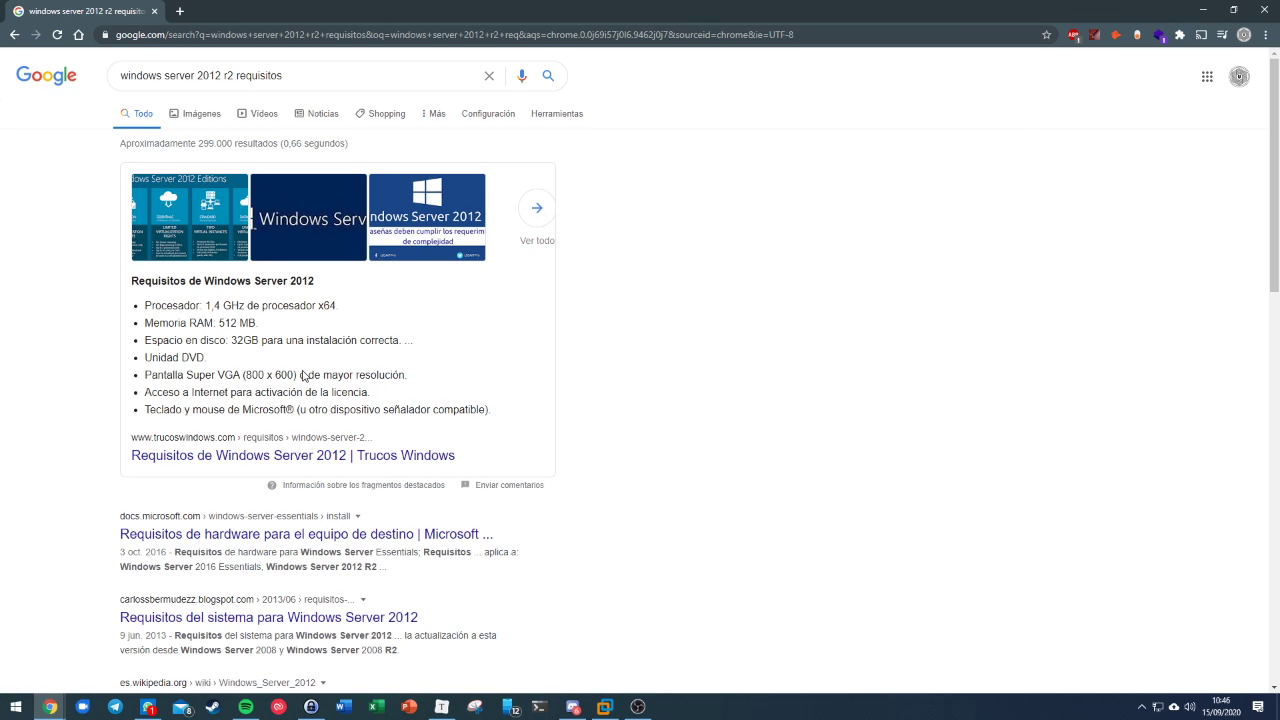 windows server 2012 r2 requisito
google.com/search?q=windows+server+2012+r2+requisitos&oq=windows+server+2012+r2+req&aqs=chrome.0.0j69i57j0l6.9462j0j7&sourceid=chrome&ie=UTF-8
Google
windows server 2012 r2 requisitos
Todo Imágenes Vídeos Noticias Shopping Más Configuración Herramientas
Aproximadamente 299.000 resultados (0,66 segundos)
dows Server 2012 Editions
Windows Serv
ndows Server 2012
aseñas deben cumplir los requerim
de complejidad
Ver todo
Requisitos de Windows Server 2012
• Procesador: 1,4 GHz de procesador x64.
• Memoria RAM: 512 MB.
• Espacio en disco: 32GB para una instalación correcta. ...
• Unidad DVD.
• Pantalla Super VGA (800 x 600) o de mayor resolución.
• Acceso a Internet para activación de la licencia.
• Teclado y mouse de Microsoft® (u otro dispositivo señalador compatible).
www.trucoswindows.com › requisitos › windows-server-2...
Requisitos de Windows Server 2012 | Trucos Windows
Información sobre los fragmentos destacados Enviar comentarios
docs.microsoft.com › windows-server-essentials › install
Requisitos de hardware para el equipo de destino | Microsoft ...
3 oct. 2016 - Requisitos de hardware para Windows Server Essentials; Requisitos ... aplica a:
Windows Server 2016 Essentials, Windows Server 2012 R2 ...
carlossbermudezz.blogspot.com › 2013/06 › requisitos-...
Requisitos del sistema para Windows Server 2012
9 jun. 2013 - Requisitos del sistema para Windows Server 2012 ... la actualización a esta
versión desde Windows Server 2008 y Windows Server 2008 R2.
es.wikipedia.org › wiki › Windows_Server_2012
10:46
15/09/2020